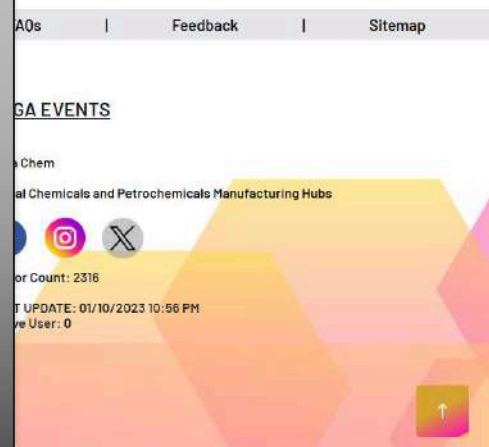 AQs | Feedback | Sitemap
GA EVENTS
Chem
al Chemicals and Petrochemicals Manufacturing Hubs
or Count: 2316
T UPDATE: 01/10/2023 10:56 PM
ve User: 0